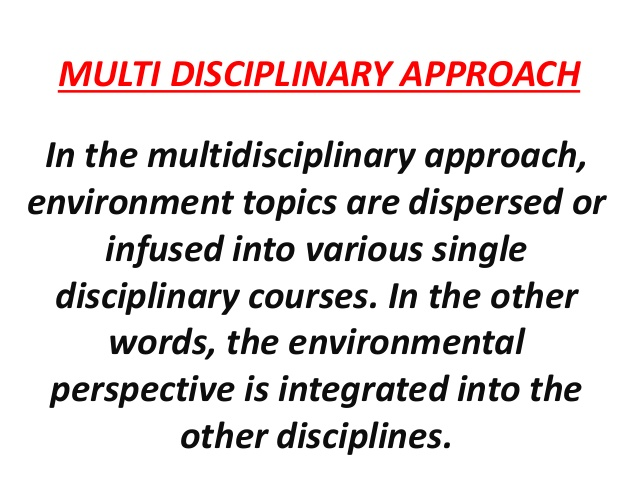 MULTI DISCIPLINARY APPROACH
In the multidisciplinary approach,
environment topics are dispersed or
infused into various single
disciplinary courses. In the other
words, the environmental
perspective is integrated into the
other disciplines.